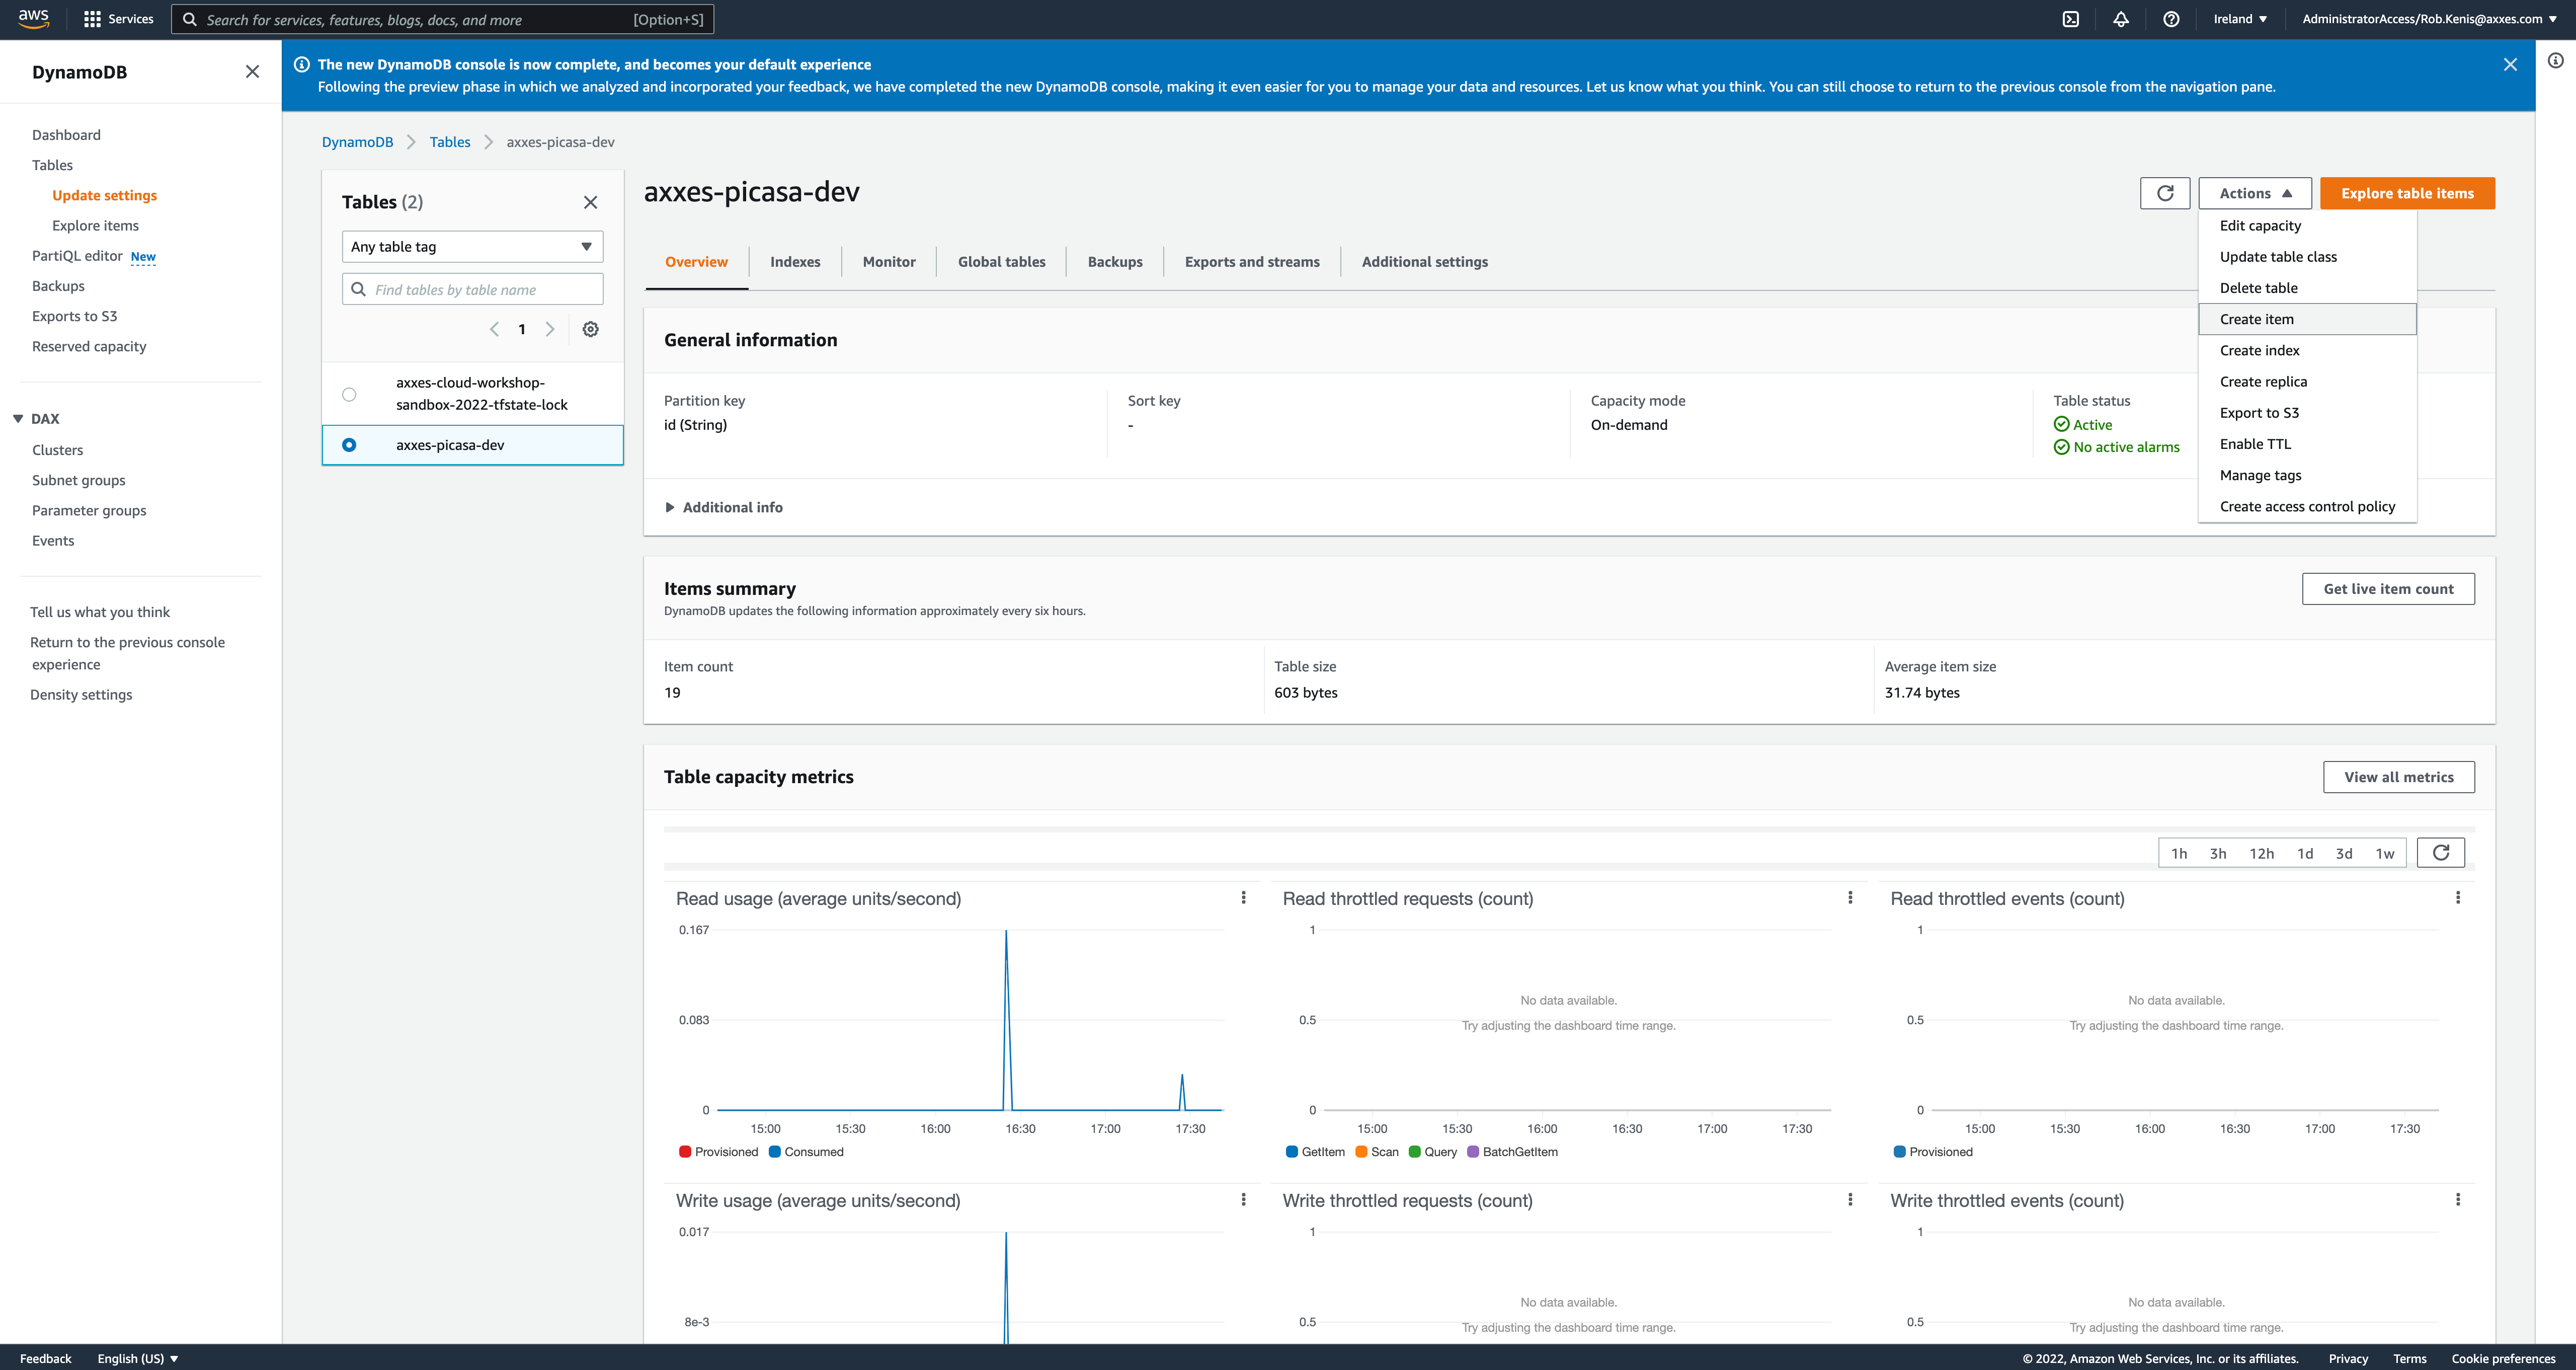 aws
Services
Search for services, features, blogs, docs, and more
[Option+S]
Ireland
AdministratorAccess/Rob.Kenis@axxes.com
DynamoDB
Dashboard
Tables
Update settings
Explore items
PartiQL editor New
Backups
Exports to S3
Reserved capacity
DAX
Clusters
Subnet groups
Parameter groups
Events
Tell us what you think
Return to the previous console
experience
Density settings
The new DynamoDB console is now complete, and becomes your default experience
Following the preview phase in which we analyzed and incorporated your feedback, we have completed the new DynamoDB console, making it even easier for you to manage your data and resources. Let us know what you think. You can still choose to return to the previous console from the navigation pane.
DynamoDB
Tables
axxes-picasa-dev
Tables (2)
Any table tag
Find tables by table name
1
axxes-cloud-workshop-
sandbox-2022-tfstate-lock
axxes-picasa-dev
axxes-picasa-dev
Actions
Explore table items
Edit capacity
Update table class
Delete table
Create item
Create index
Create replica
Export to S3
Enable TTL
Manage tags
Create access control policy
Overview
Indexes
Monitor
Global tables
Backups
Exports and streams
Additional settings
General information
Partition key
id (String)
Sort key
-
Capacity mode
On-demand
Table status
Active
No active alarms
Additional info
Items summary
DynamoDB updates the following information approximately every six hours.
Get live item count
Item count
19
Table size
603 bytes
Average item size
31.74 bytes
Table capacity metrics
View all metrics
1h 3h 12h 1d 3d 1w
Read usage (average units/second)
0.167
0.083
0
15:00 15:30 16:00 16:30 17:00 17:30
Provisioned Consumed
Read throttled requests (count)
1
No data available.
0.5
Try adjusting the dashboard time range.
0
15:00 15:30 16:00 16:30 17:00 17:30
GetItem Scan Query BatchGetItem
Read throttled events (count)
1
No data available.
0.5
Try adjusting the dashboard time range.
0
15:00 15:30 16:00 16:30 17:00 17:30
Provisioned
Write usage (average units/second)
0.017
8e-3
Write throttled requests (count)
1
No data available.
0.5
Try adjusting the dashboard time range.
Write throttled events (count)
1
No data available.
0.5
Try adjusting the dashboard time range.
Feedback
English (US)
© 2022, Amazon Web Services, Inc. or its affiliates.
Privacy
Terms
Cookie preferences